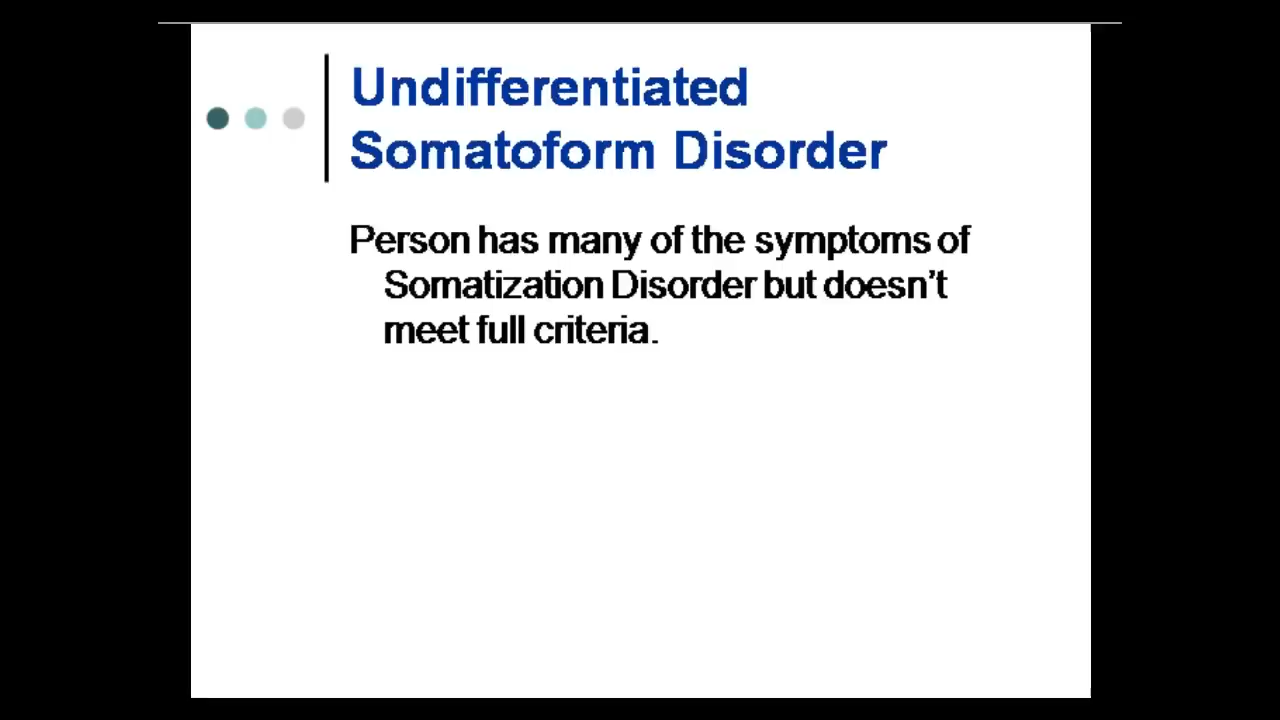 Undifferentiated
Somatoform Disorder
Person has many of the symptoms of
Somatization Disorder but doesn’t
meet full criteria.